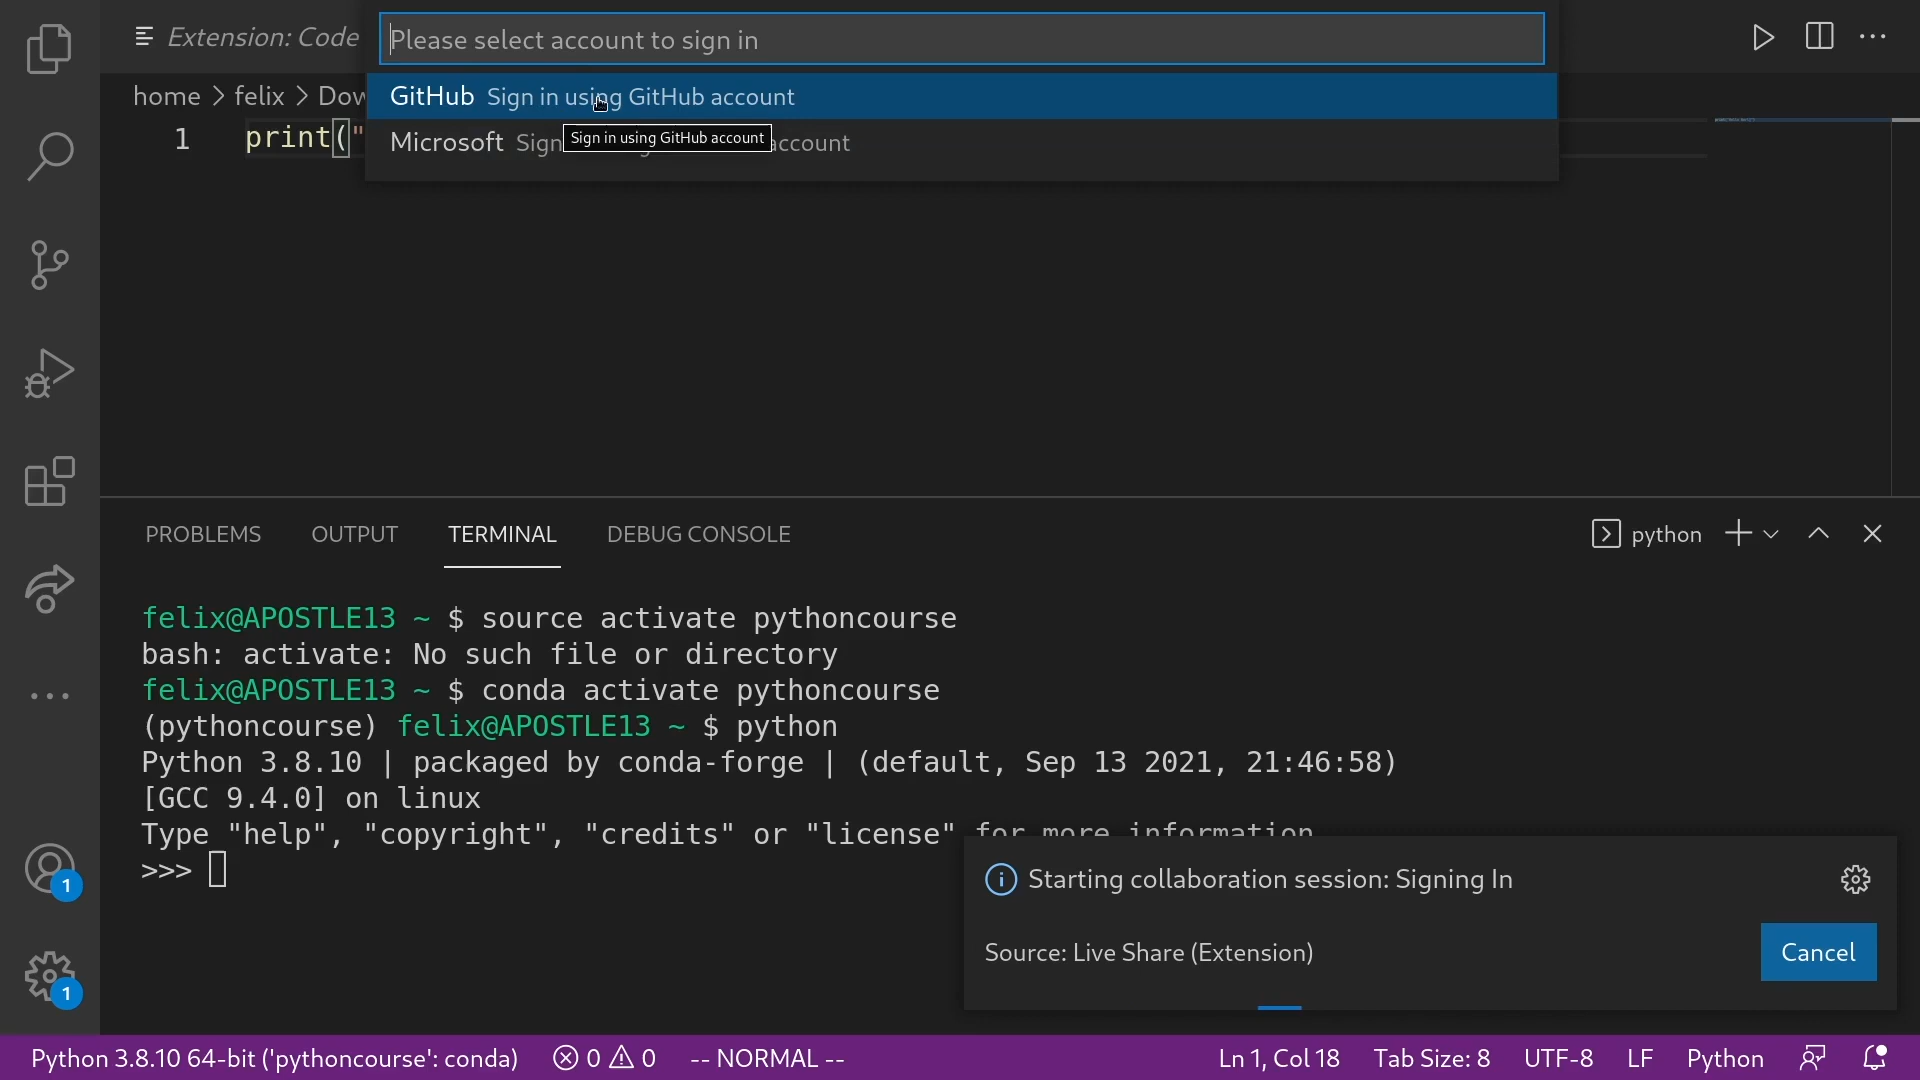 Extension: Code
Please select account to sign in
GitHub Sign in using GitHub account
Microsoft Sign account
Sign in using GitHub account
home > felix >
1 print("
PROBLEMS OUTPUT TERMINAL DEBUG CONSOLE
python
felix@APOSTLE13 ~ $ source activate pythoncourse
bash: activate: No such file or directory
felix@APOSTLE13 ~ $ conda activate pythoncourse
(pythoncourse) felix@APOSTLE13 ~ $ python
Python 3.8.10 | packaged by conda-forge | (default, Sep 13 2021, 21:46:58)
[GCC 9.4.0] on linux
Type "help", "copyright", "credits" or "license" for more information
>>>
Starting collaboration session: Signing In
Source: Live Share (Extension)
Cancel
1
1
Python 3.8.10 64-bit ('pythoncourse': conda) 0 0 -- NORMAL -- Ln 1, Col 18 Tab Size: 8 UTF-8 LF Python